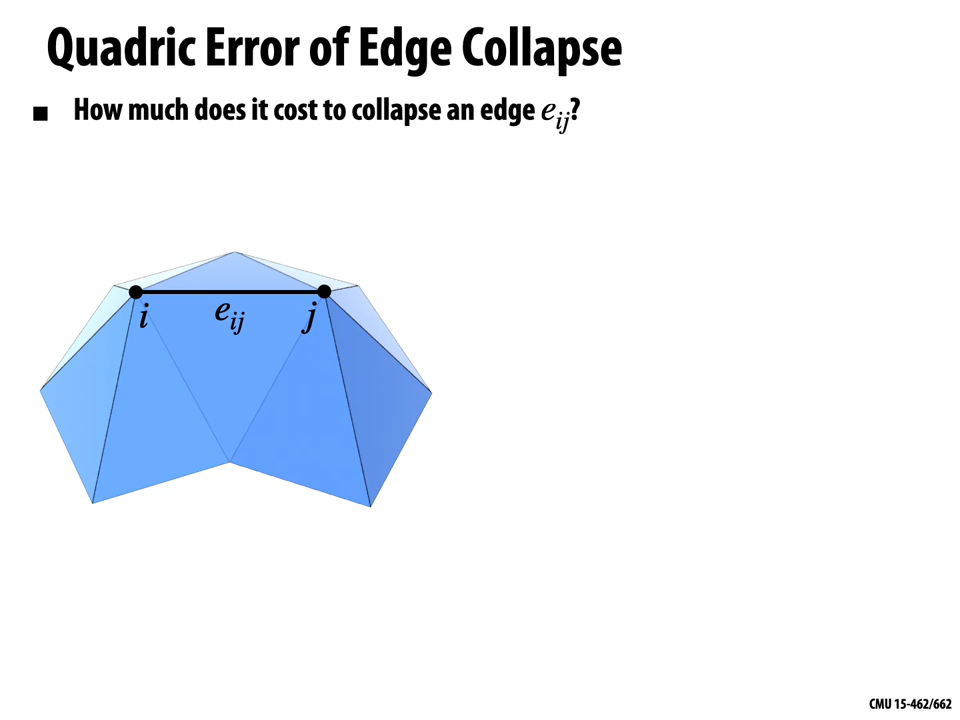 Quadric Error of Edge Collapse
■ How much does it cost to collapse an edge eᵢⱼ?
i eᵢⱼ j
CMU 15-462/662